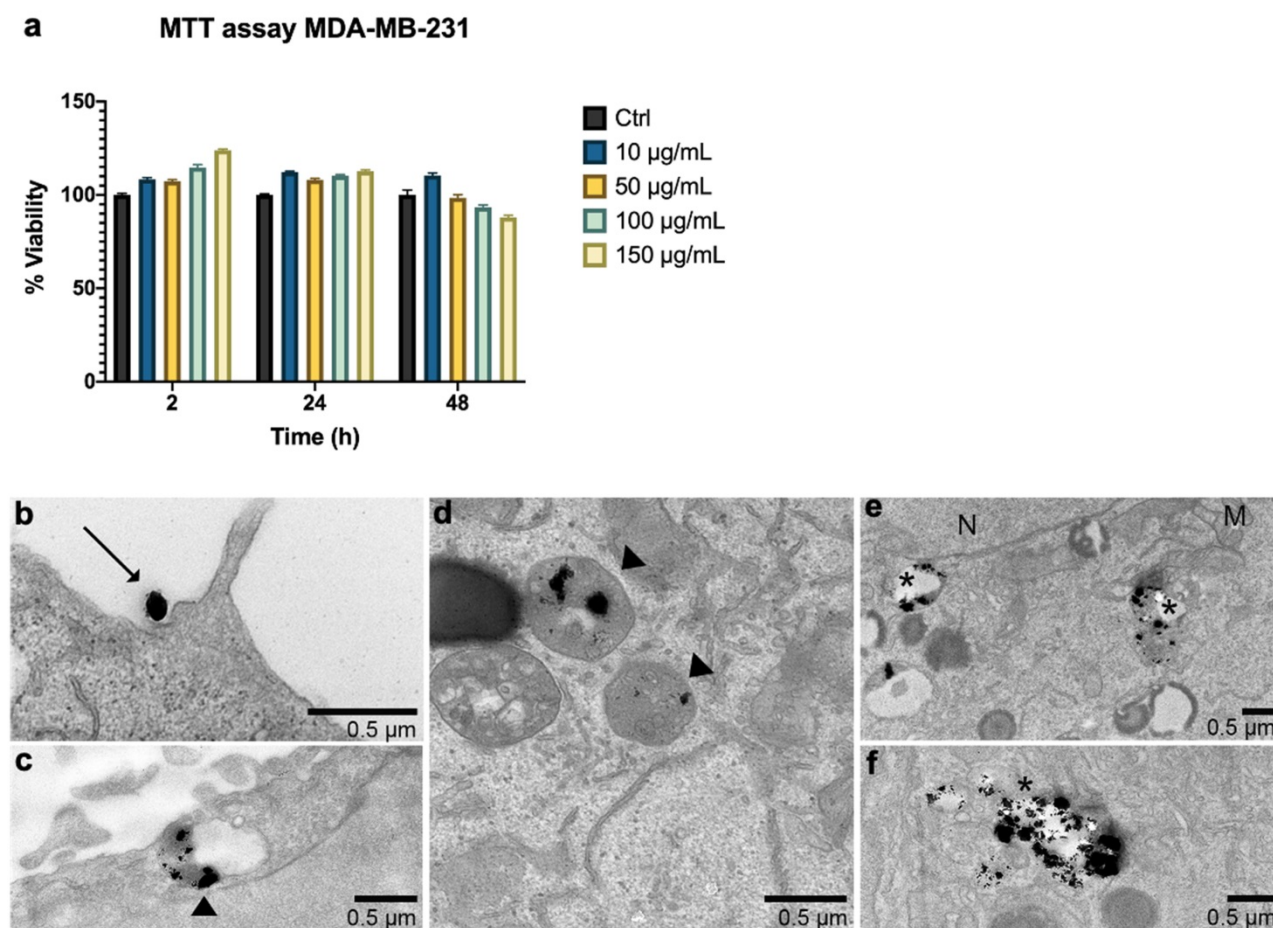 a
MTT assay MDA-MB-231
150
100
50
0
% Viability
2
24
48
Time (h)
Ctrl
10 µg/mL
50 µg/mL
100 µg/mL
150 µg/mL
b
0.5 µm
c
0.5 µm
d
0.5 µm
e
N
M
*
*
0.5 µm
f
*
0.5 µm